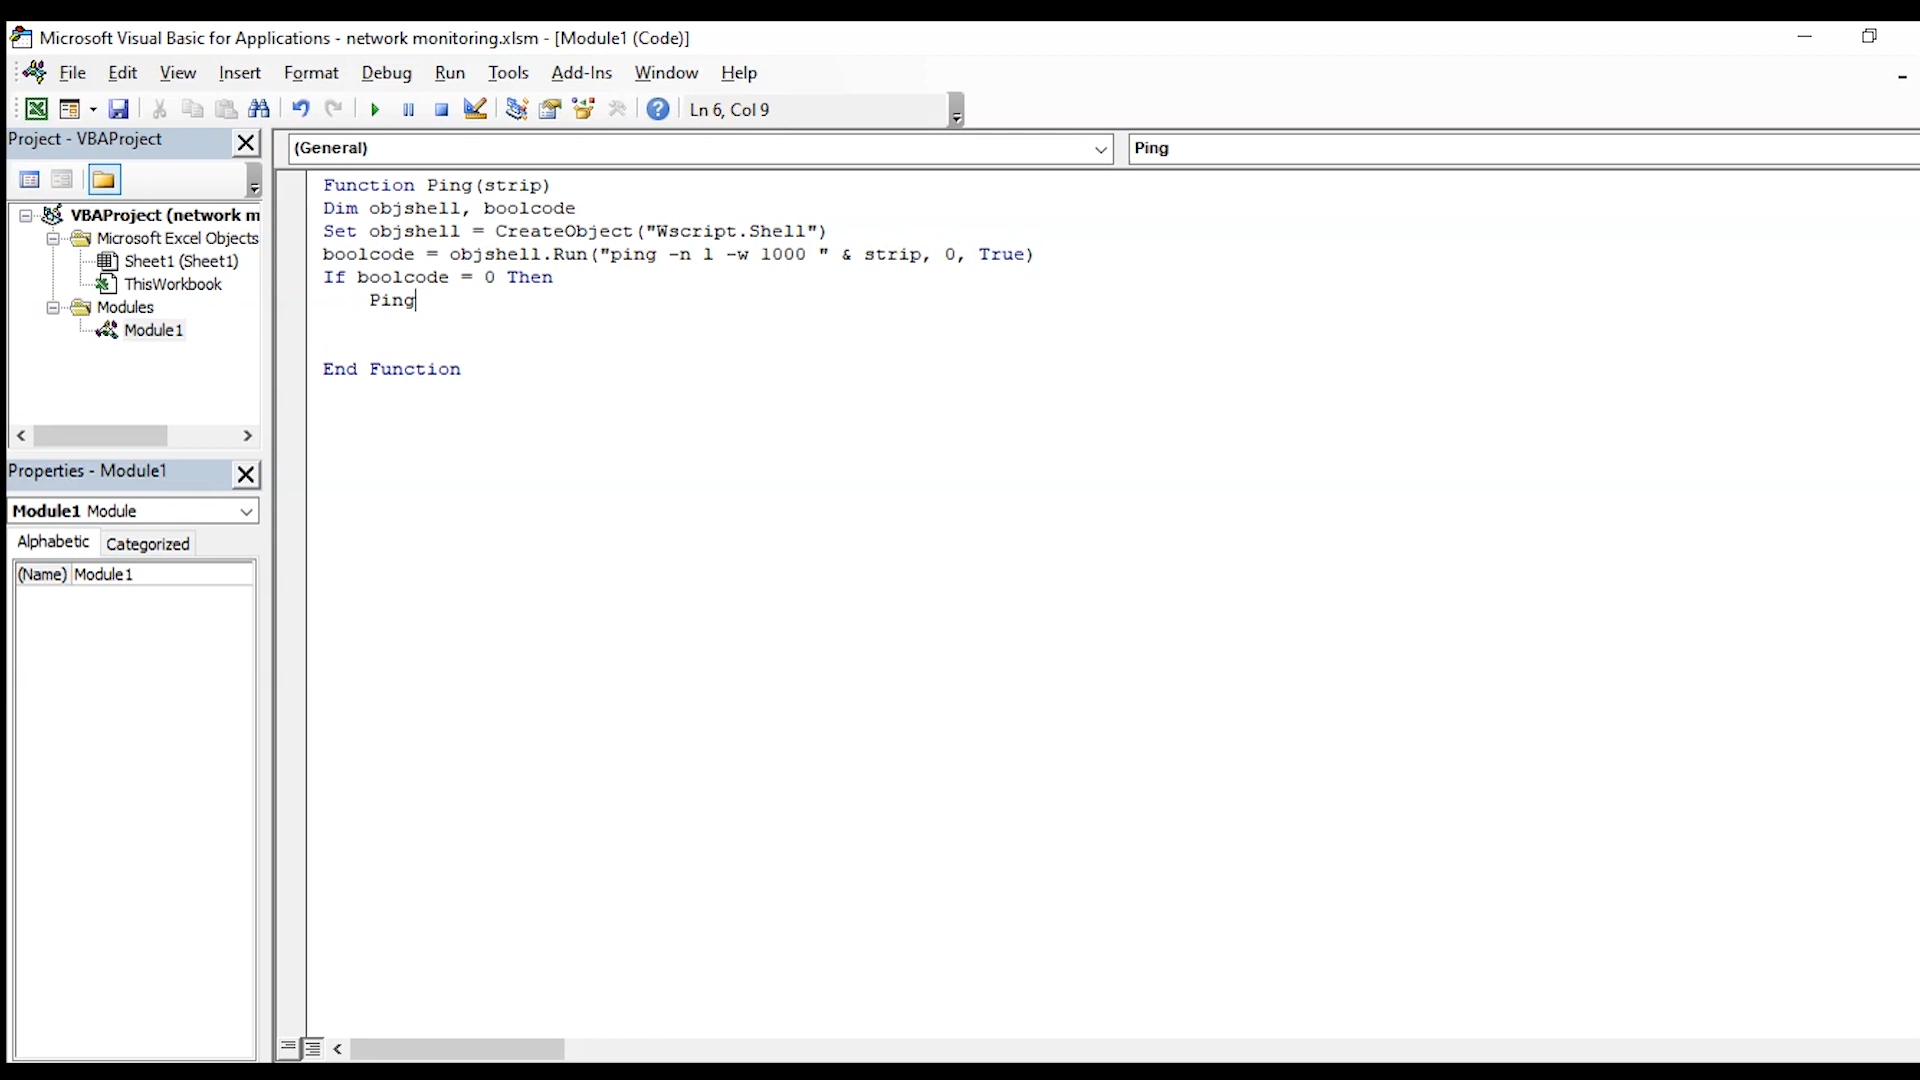 Microsoft Visual Basic for Applications - network monitoring.xlsm - [Module1 (Code)]
File Edit View Insert Format Debug Run Tools Add-Ins Window Help
Ln 6, Col 9
Project - VBAProject
(General)
Ping
VBAProject (network m
Microsoft Excel Objects
Sheet1 (Sheet1)
ThisWorkbook
Modules
Module1
Function Ping(strip)
Dim objshell, boolcode
Set objshell = CreateObject("Wscript.Shell")
boolcode = objshell.Run("ping -n 1 -w 1000 " & strip, 0, True)
If boolcode = 0 Then
Ping
End Function
Properties - Module1
Module1 Module
Alphabetic Categorized
(Name) Module1